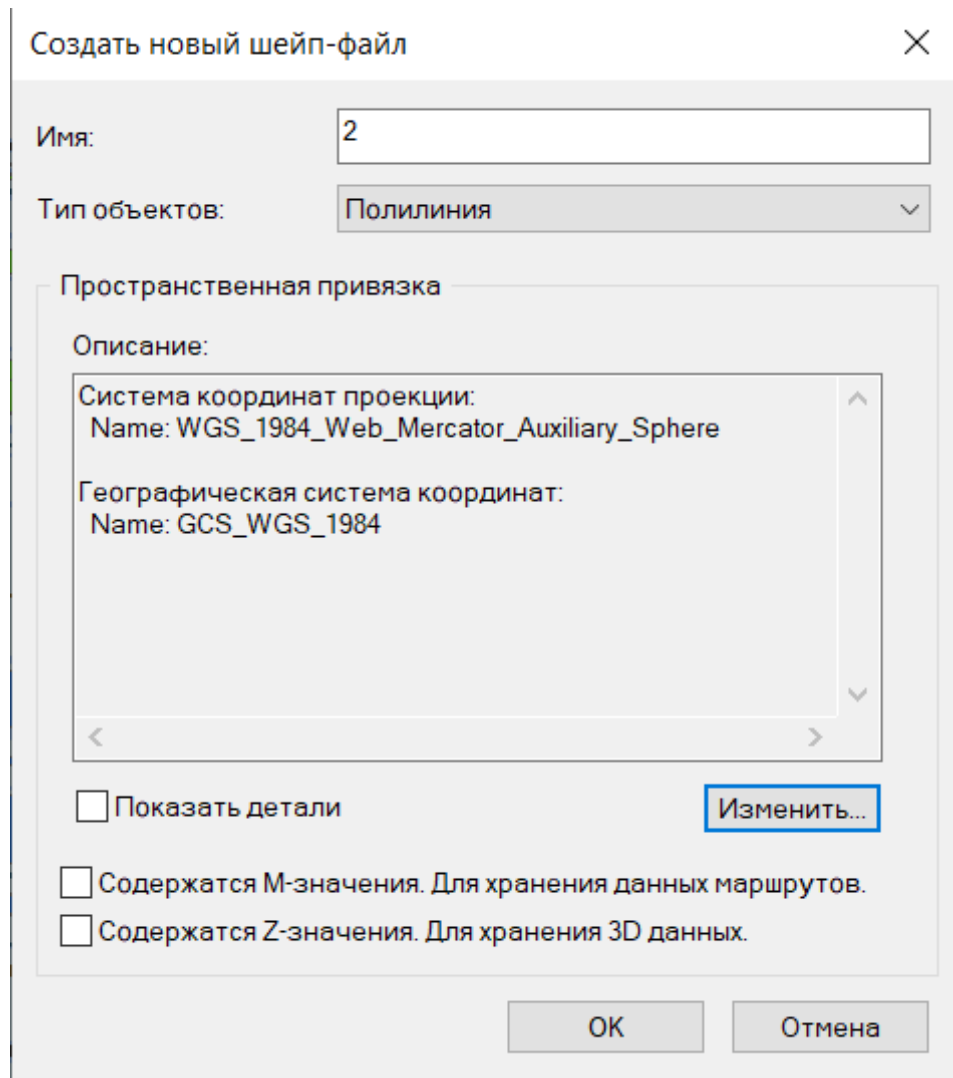 Создать новый шейп-файл
Имя:
2
Тип объектов:
Полилиния
Пространственная привязка
Описание:
Система координат проекции:
Name: WGS_1984_Web_Mercator_Auxiliary_Sphere
Географическая система координат:
Name: GCS_WGS_1984
Показать детали
Изменить...
Содержатся M-значения. Для хранения данных маршрутов.
Содержатся Z-значения. Для хранения 3D данных.
OK
Отмена